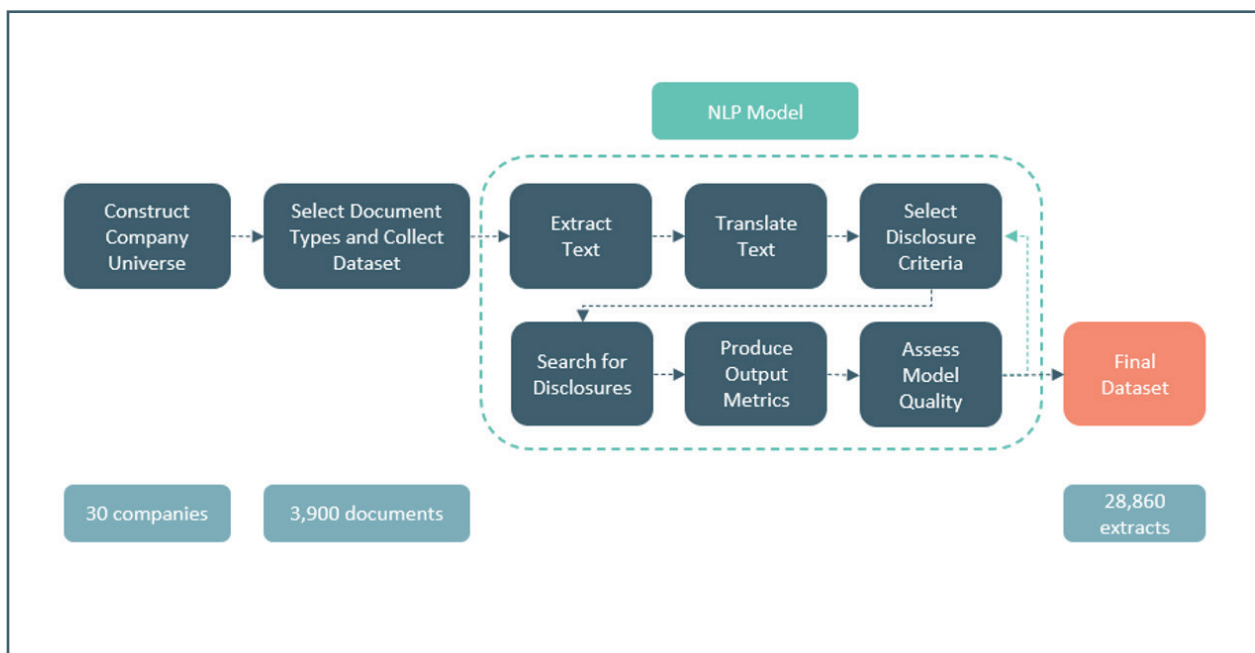 NLP Model
Construct
Company
Universe
Select Document
Types and Collect
Dataset
Extract
Text
Translate
Text
Select
Disclosure
Criteria
Search for
Disclosures
Produce
Output
Metrics
Assess
Model
Quality
Final
Dataset
30 companies
3,900 documents
28,860
extracts